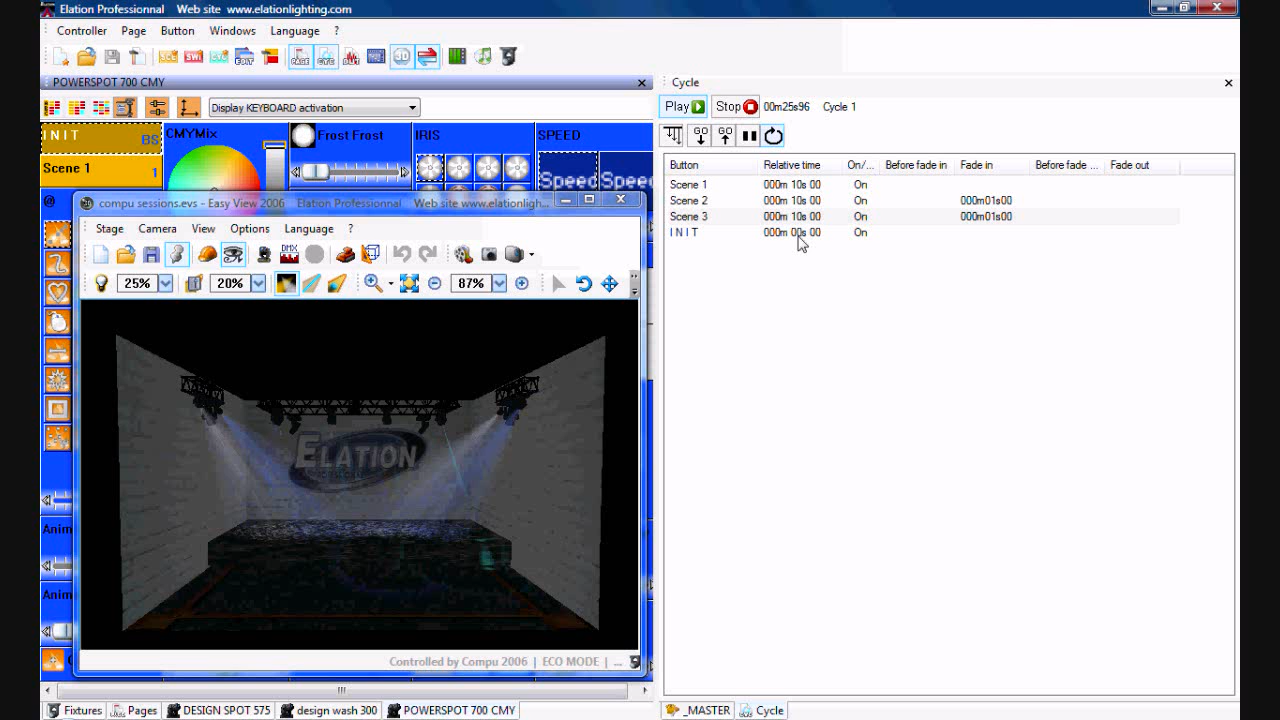 Elation Professionnal Web site www.elationlighting.com
Controller Page Button Windows Language ?
POWERSPOT 700 CMY
Display KEYBOARD activation
INIT BS
CMYMix
Frost Frost
IRIS
SPEED
Scene 1 1
Speed Speed
@
compu sessions.evs - Easy View 2006 Elation Professionnal Web site www.elationligh...
Stage Camera View Options Language ?
DMX
25% 20% 87%
ELATION
Anim
Anim
Controlled by Compu 2006 | ECO MODE | ...
Fixtures Pages DESIGN SPOT 575 design wash 300 POWERSPOT 700 CMY
Cycle
Play Stop 00m25s96 Cycle 1
GO GO
Button Relative time On/... Before fade in Fade in Before fade ... Fade out
Scene 1 000m 10s 00 On
Scene 2 000m 10s 00 On 000m01s00
Scene 3 000m 10s 00 On 000m01s00
I N I T 000m 00s 00 On
_MASTER Cycle